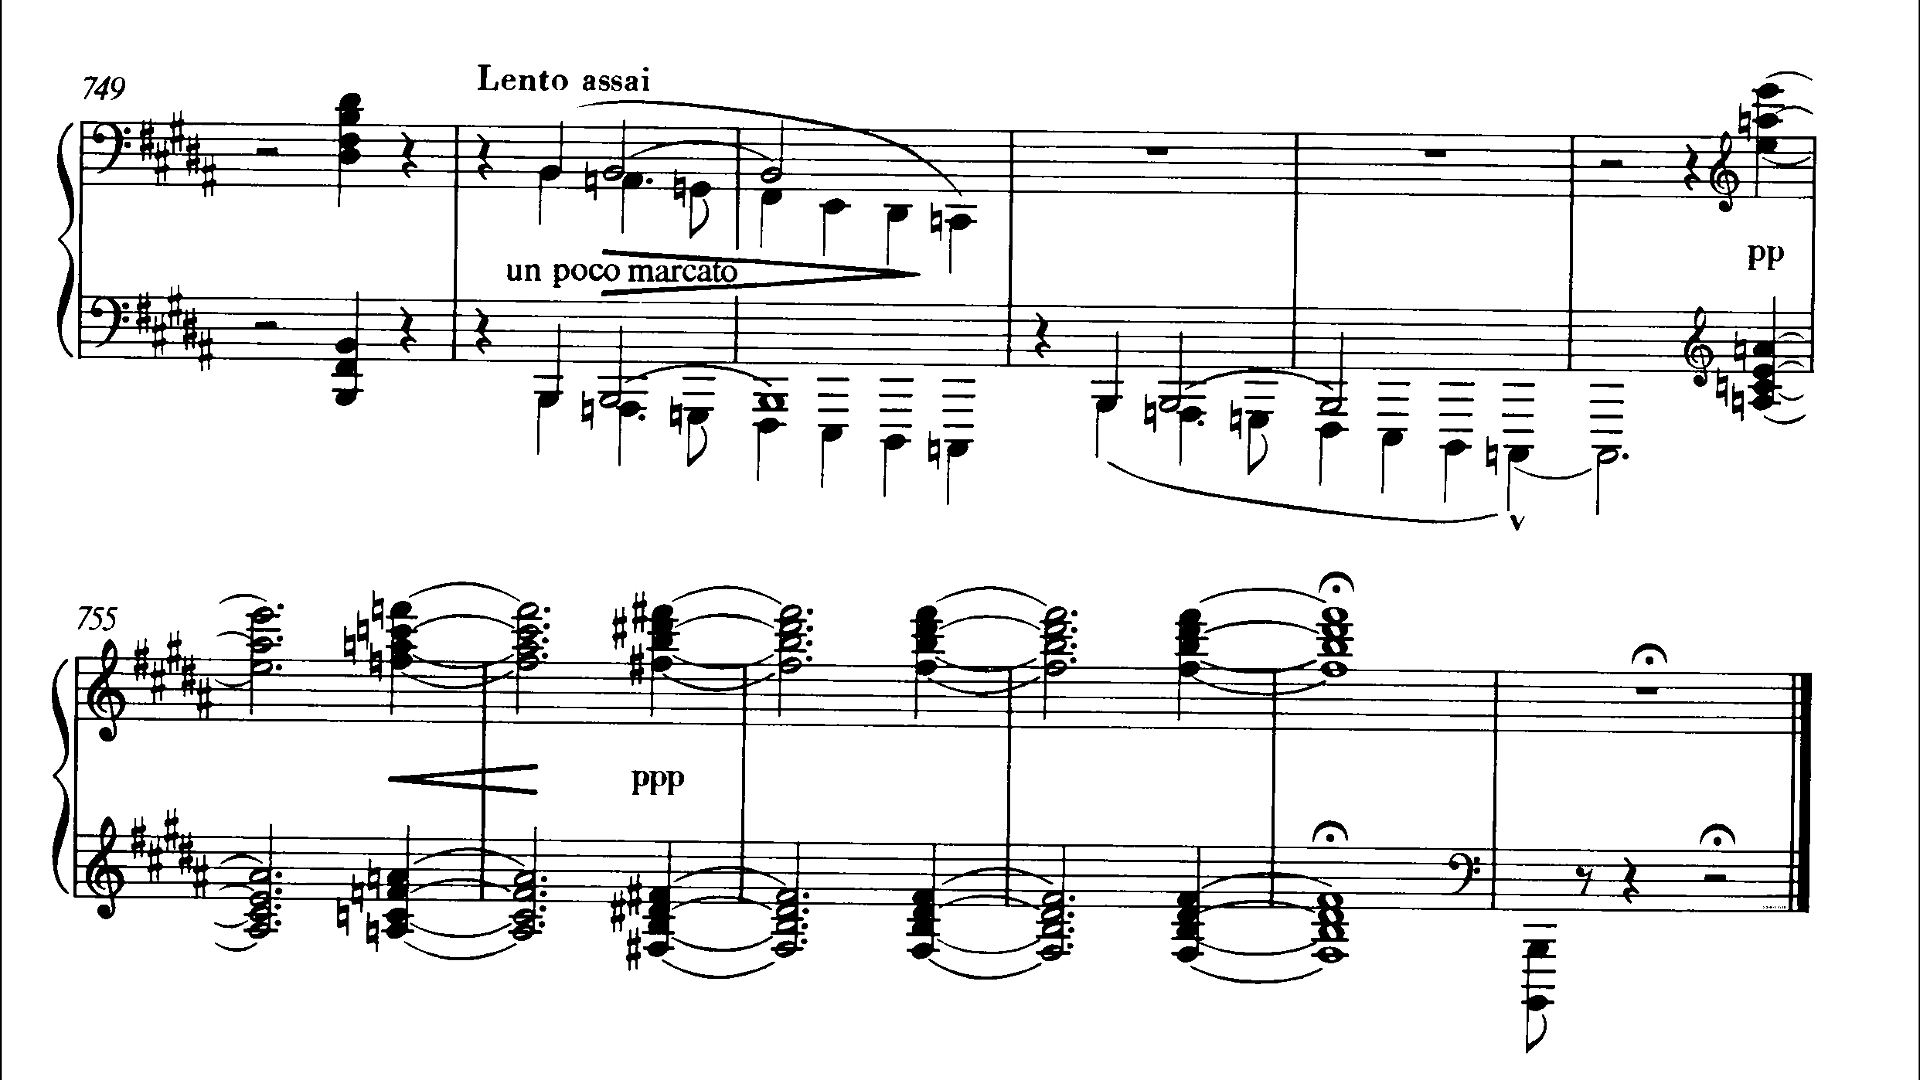 749
Lento assai
un poco marcato
pp
755
ppp